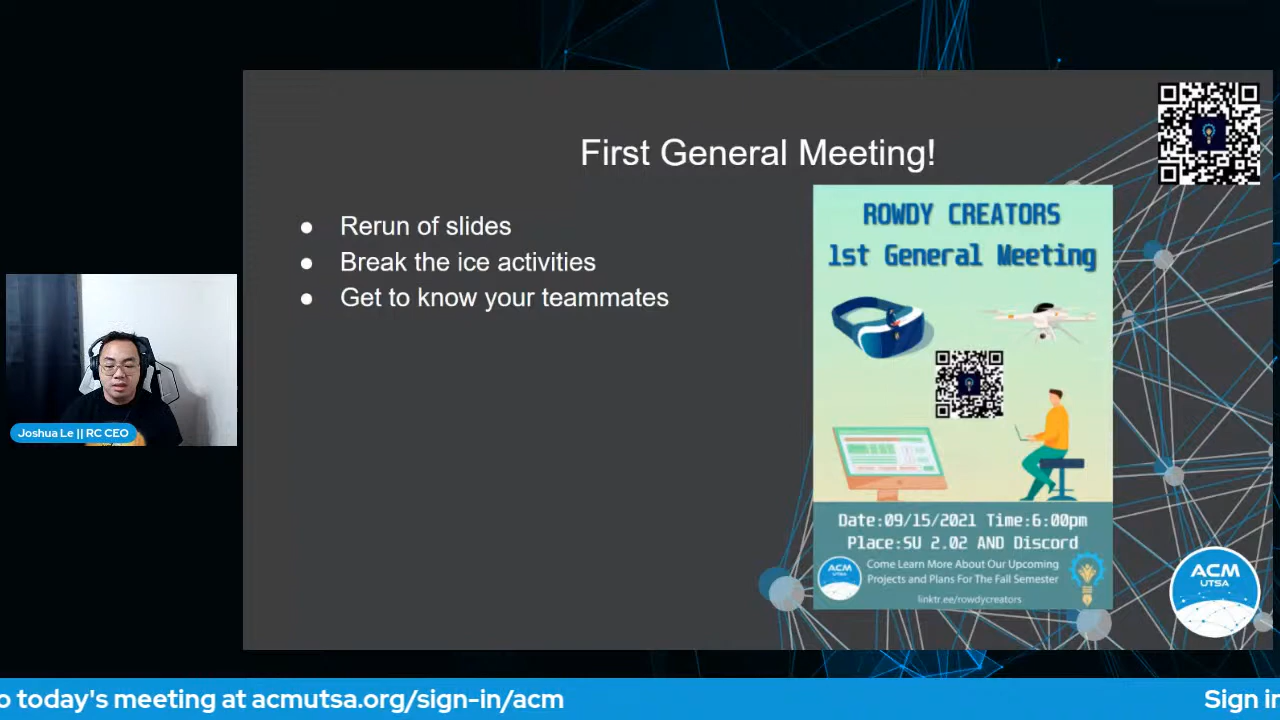 First General Meeting!
● Rerun of slides
● Break the ice activities
● Get to know your teammates
ROWDY CREATORS
1st General Meeting
Date:09/15/2021 Time:6:00pm
Place:SU 2.02 AND Discord
ACM
UTSA
Come Learn More About Our Upcoming
Projects and Plans For The Fall Semester
linktr.ee/rowdycreators
ACM
UTSA
Joshua Le || RC CEO
o today's meeting at acmutsa.org/sign-in/acm
Sign in